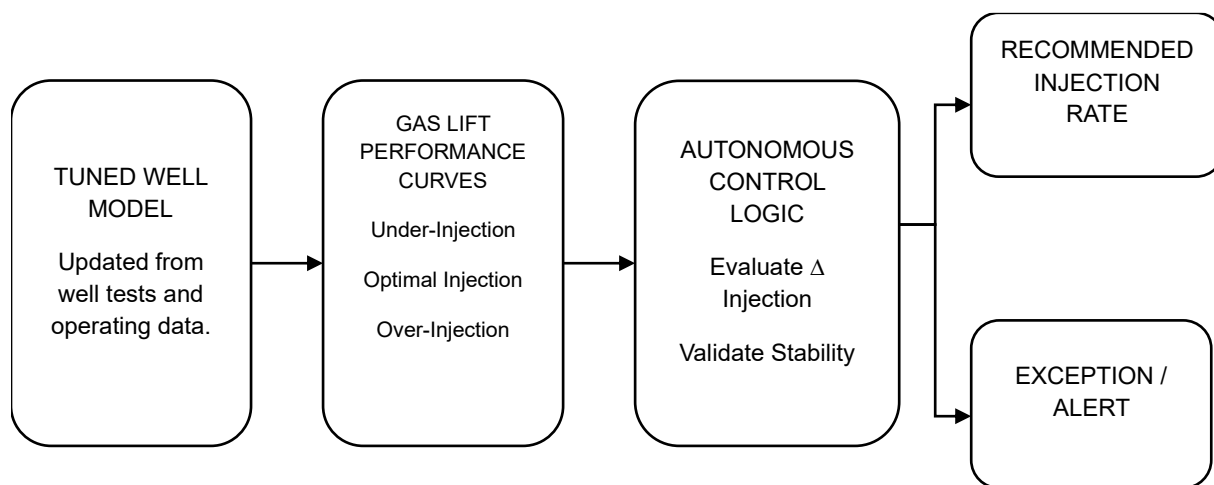 TUNED WELL
MODEL
Updated from
well tests and
operating data.
GAS LIFT
PERFORMANCE
CURVES
Under-Injection
Optimal Injection
Over-Injection
AUTONOMOUS
CONTROL
LOGIC
Evaluate Δ
Injection
Validate Stability
RECOMMENDED
INJECTION
RATE
EXCEPTION /
ALERT